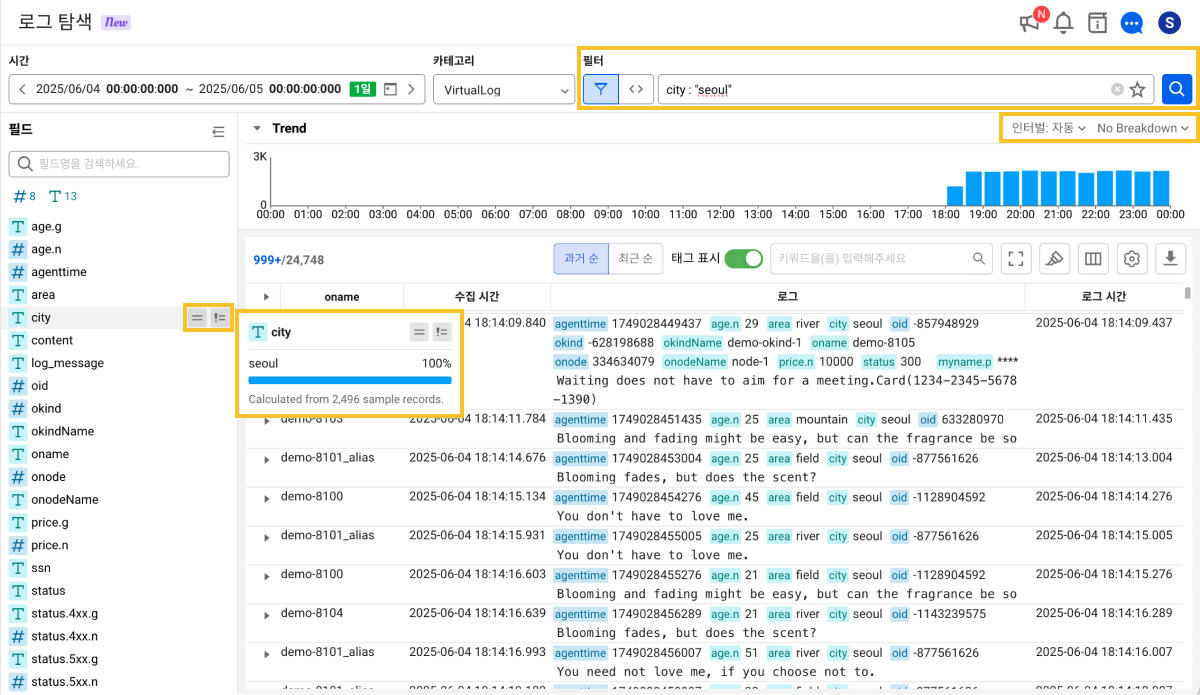 로그 탐색 New
N
S
시간
카테고리
필터
2025/06/04 00:00:00:000 ~ 2025/06/05 00:00:00:000 1일
VirtualLog
city : "seoul"
필드
Trend
인터벌: 자동
No Breakdown
필드명을 검색하세요.
# 8 T 13
3K
0
00:00 01:00 02:00 03:00 04:00 05:00 06:00 07:00 08:00 09:00 10:00 11:00 12:00 13:00 14:00 15:00 16:00 17:00 18:00 19:00 20:00 21:00 22:00 23:00 00:00
T age.g
# age.n
# agenttime
T area
T city
T content
T log_message
# oid
# okind
T okindName
T oname
# onode
T onodeName
T price.g
# price.n
T ssn
T status
T status.4xx.g
# status.4xx.n
T status.5xx.g
# status.5xx.n
999+/24,748
과거 순 최근 순
태그 표시
키워드을(를) 입력해주세요
oname 수집 시간 로그 로그 시간
T city
seoul 100%
Calculated from 2,496 sample records.
18:14:09.840 agenttime 1749028449437 age.n 29 area river city seoul oid -857948929 2025-06-04 18:14:09.437
okind -628198688 okindName demo-okind-1 oname demo-8105
onode 334634079 onodeName node-1 price.n 10000 status 300 myname.p ****
Waiting does not have to aim for a meeting.Card(1234-2345-5678
-1390)
demo-8103 2025-06-04 18:14:11.784 agenttime 1749028451435 age.n 25 area mountain city seoul oid 633280970 2025-06-04 18:14:11.435
Blooming and fading might be easy, but can the fragrance be so
demo-8101_alias 2025-06-04 18:14:14.676 agenttime 1749028453004 age.n 25 area field city seoul oid -877561626 2025-06-04 18:14:13.004
Blooming fades, but does the scent?
demo-8100 2025-06-04 18:14:15.134 agenttime 1749028454276 age.n 45 area field city seoul oid -1128904592 2025-06-04 18:14:14.276
You don't have to love me.
demo-8101_alias 2025-06-04 18:14:15.931 agenttime 1749028455005 age.n 25 area river city seoul oid -877561626 2025-06-04 18:14:15.005
You don't have to love me.
demo-8100 2025-06-04 18:14:16.603 agenttime 1749028455276 age.n 21 area field city seoul oid -1128904592 2025-06-04 18:14:15.276
Blooming and fading might be easy, but can the fragrance be so
demo-8104 2025-06-04 18:14:16.639 agenttime 1749028456289 age.n 21 area river city seoul oid -1143239575 2025-06-04 18:14:16.289
Blooming fades, but does the scent?
demo-8101_alias 2025-06-04 18:14:16.993 agenttime 1749028456007 age.n 51 area river city seoul oid -877561626 2025-06-04 18:14:16.007
You need not love me, if you choose not to.